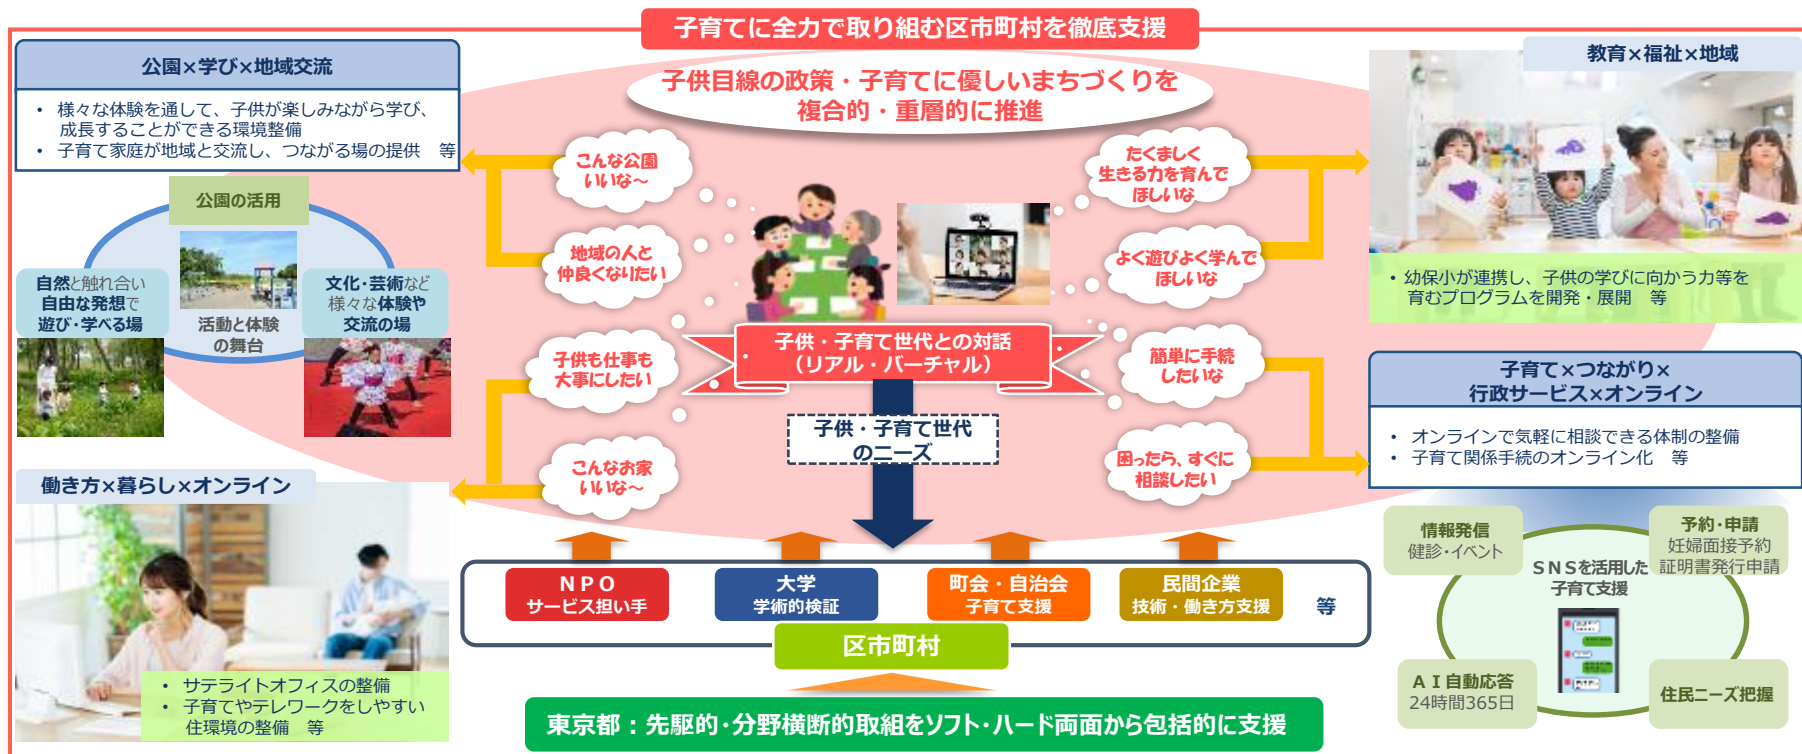 子育てに全力で取り組む区市町村を徹底支援
子供目線の政策・子育てに優しいまちづくりを
複合的・重層的に推進
公園×学び×地域交流
• 様々な体験を通して、子供が楽しみながら学び、
成長することができる環境整備
• 子育て家庭が地域と交流し、つながる場の提供　等
公園の活用
自然と触れ合い
自由な発想で
遊び・学べる場
活動と体験
の舞台
文化・芸術など
様々な体験や
交流の場
働き方×暮らし×オンライン
• サテライトオフィスの整備
• 子育てやテレワークをしやすい
住環境の整備　等
こんな公園
いいな～
地域の人と
仲良くなりたい
子供も仕事も
大事にしたい
こんなお家
いいな～
たくましく
生きる力を育んで
ほしいな
よく遊びよく学んで
ほしいな
簡単に手続
したいな
困ったら、すぐに
相談したい
子供・子育て世代との対話
（リアル・バーチャル）
子供・子育て世代
のニーズ
教育×福祉×地域
• 幼保小が連携し、子供の学びに向かう力等を
育むプログラムを開発・展開　等
子育て×つながり×
行政サービス×オンライン
• オンラインで気軽に相談できる体制の整備
• 子育て関係手続のオンライン化　等
情報発信
健診・イベント
予約・申請
妊婦面接予約
証明書発行申請
ＳＮＳを活用した
子育て支援
ＡＩ自動応答
24時間365日
住民ニーズ把握
ＮＰＯ
サービス担い手
大学
学術的検証
町会・自治会
子育て支援
民間企業
技術・働き方支援
等
区市町村
東京都：先駆的・分野横断的取組をソフト・ハード両面から包括的に支援